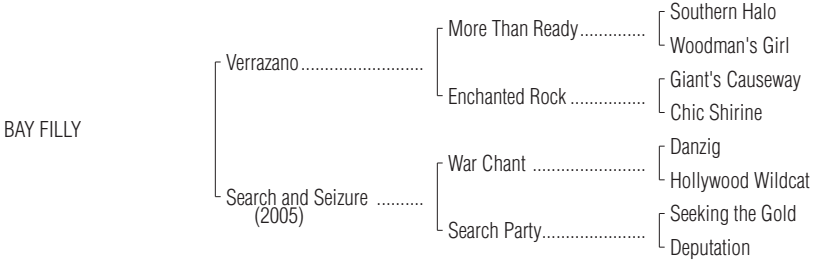 Southern Halo
More Than Ready..............
Woodman's Girl
Verrazano..........................
Giant's Causeway
Enchanted Rock ................
Chic Shirine
BAY FILLY
Danzig
War Chant ........................
Hollywood Wildcat
Search and Seizure ..........
(2005)
Seeking the Gold
Search Party......................
Deputation